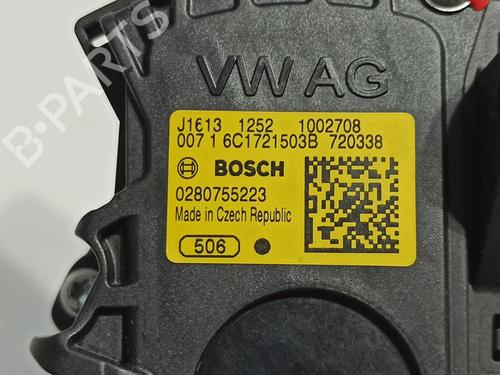 B-PARTS
VW AG
J1613 1252 1002708
007 1 6C1721503B 720338
BOSCH
0280755223
Made in Czech Republic
506